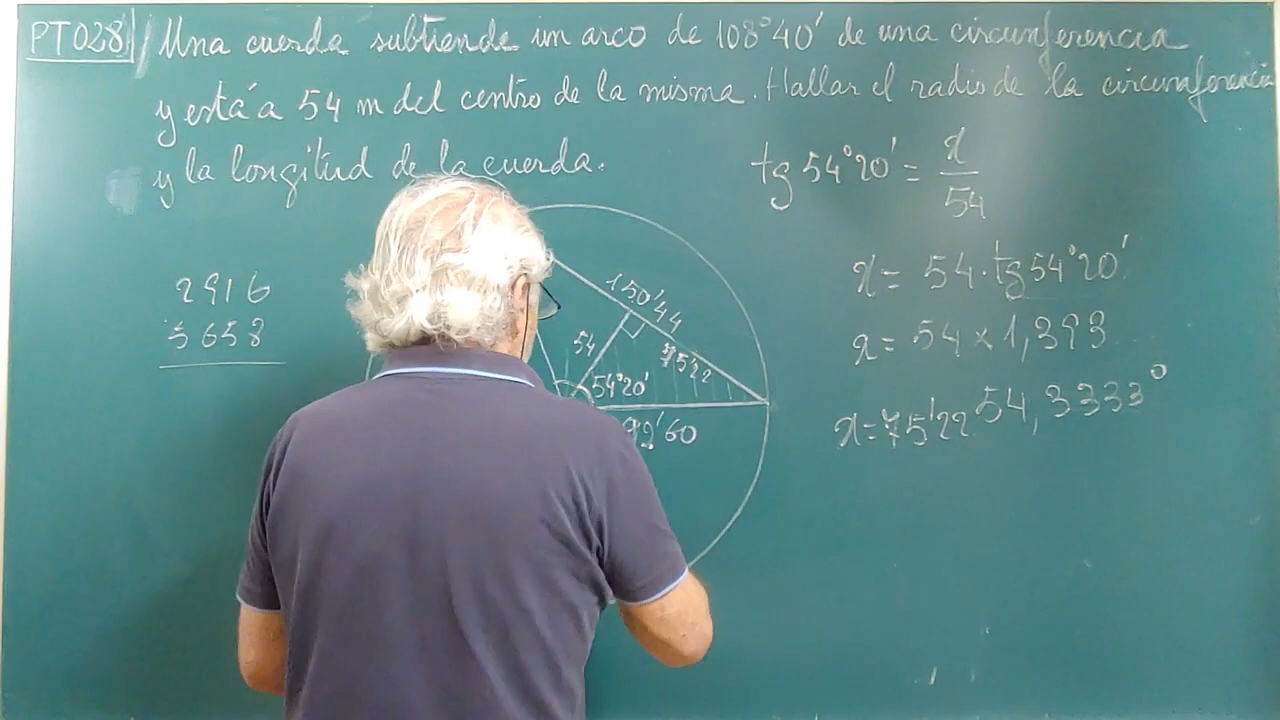 PT028 Una cuerda subtiende un arco de 108°40' de una circunferencia
y está a 54 m del centro de la misma. Hallar el radio de la circunferencia
y la longitud de la cuerda.
tg 54°20' = x/54
x = 54·tg54°20'
x = 54 × 1,393
x = 75'22
54,3333°
2916
5658
150'44
54
75'22
54°20'
92'60